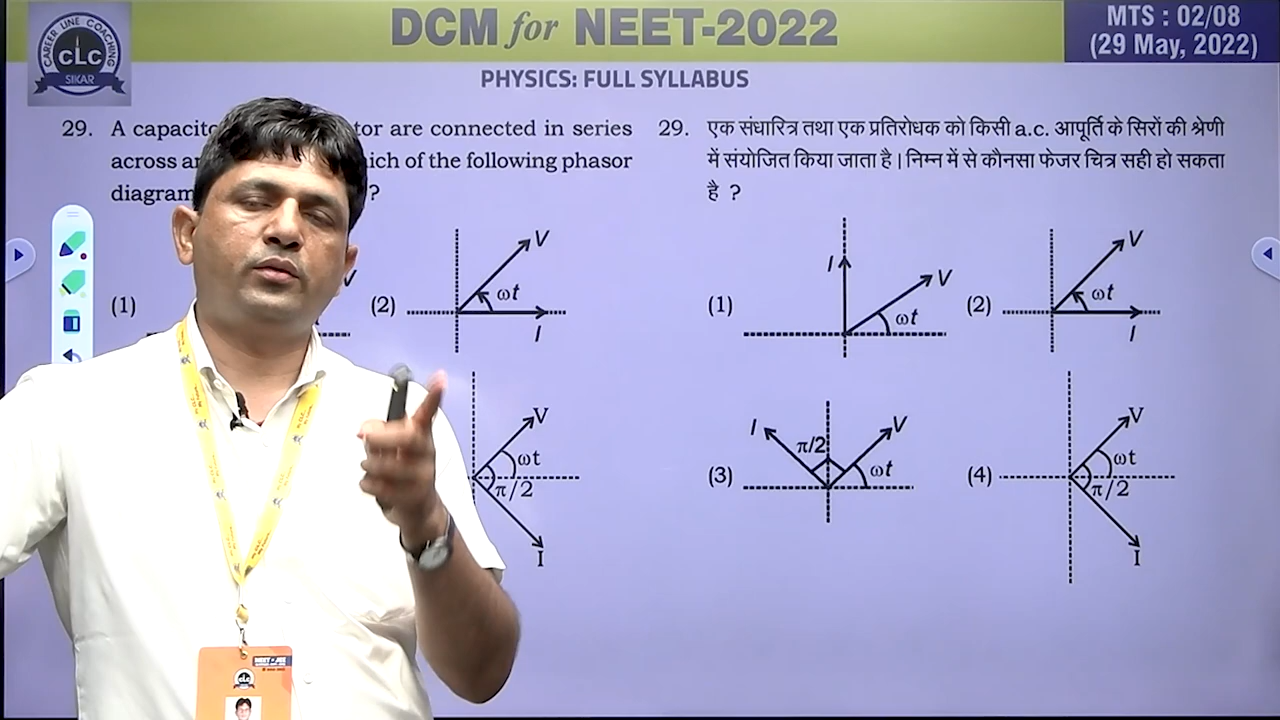 DCM for NEET-2022
MTS : 02/08
(29 May, 2022)
CAREER LINE COACHING
CLC
SIKAR
PHYSICS: FULL SYLLABUS
29. A capacito tor are connected in series
across a hich of the following phasor
diagram ?
(1)
V
(2)
V
ωt
I
V
ωt
π/2
I
29. एक संधारित्र तथा एक प्रतिरोधक को किसी a.c. आपूर्ति के सिरों की श्रेणी
में संयोजित किया जाता है। निम्न में से कौनसा फेजर चित्र सही हो सकता
है ?
(1)
I
V
ωt
(2)
V
ωt
I
(3)
I
π/2
V
ωt
(4)
V
ωt
π/2
I